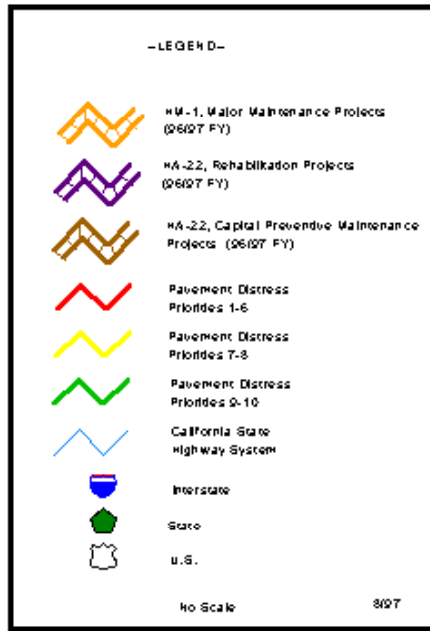 --LEGEND--
HM-1, Major Maintenance Projects
(96/97 FY)
HA-22, Rehabilitation Projects
(96/97 FY)
HA-22, Capital Preventive Maintenance
Projects (96/97 FY)
Pavement Distress
Priorities 1-6
Pavement Distress
Priorities 7-8
Pavement Distress
Priorities 9-10
California State
Highway System
Interstate
State
U.S.
No Scale 8/97